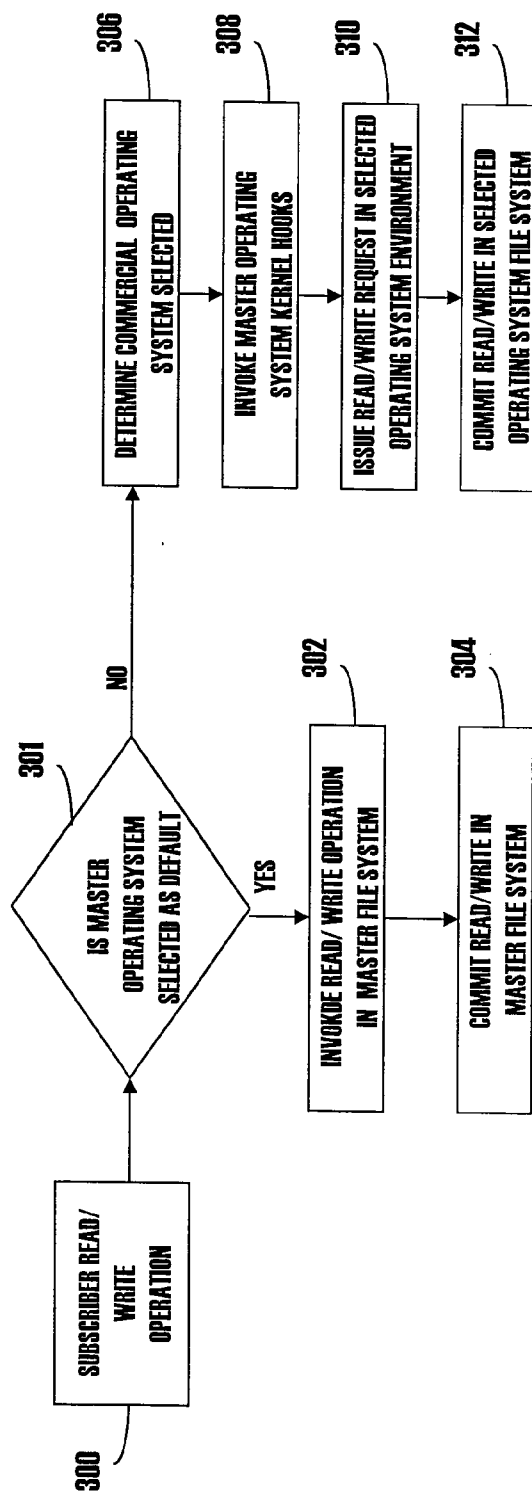 300
SUBSCRIBER READ/
WRITE
OPERATION
301
IS MASTER
OPERATING SYSTEM
SELECTED AS DEFAULT
YES
NO
302
INVOKDE READ/ WRITE OPERATION
IN MASTER FILE SYSTEM
304
COMMIT READ/WRITE IN
MASTER FILE SYSTEM
306
DETERMINE COMMERCIAL OPERATING
SYSTEM SELECTED
308
INVOKE MASTER OPERATING
SYSTEM KERNEL HOOKS
310
ISSUE READ/WRITE REQUEST IN SELECTED
OPERATING SYSTEM ENVIRONMENT
312
COMMIT READ/WRITE IN SELECTED
OPERATING SYSTEM FILE SYSTEM